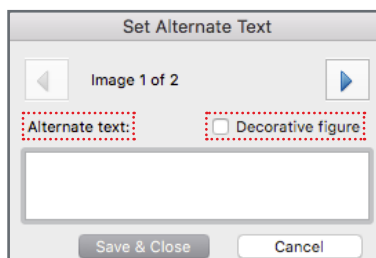 Set Alternate Text
Image 1 of 2
Alternate text: Decorative figure
Save & Close Cancel